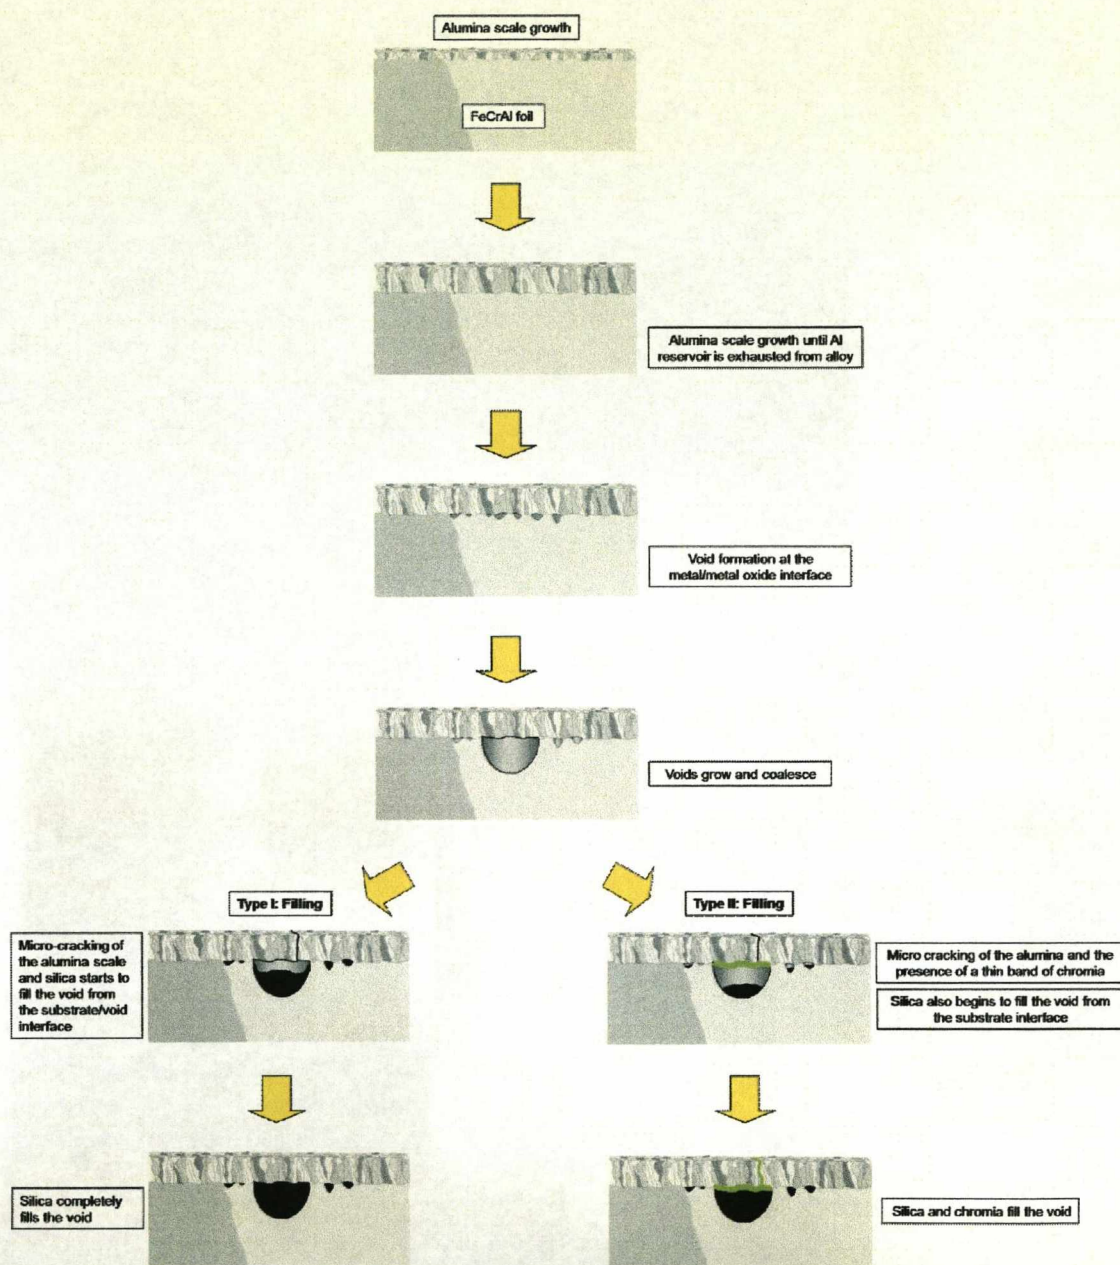 Alumina scale growth
FeCrAl foil
Alumina scale growth until Al
reservoir is exhausted from alloy
Void formation at the
metal/metal oxide interface
Voids grow and coalesce
Type I: Filling
Micro-cracking of
the alumina scale
and silica starts to
fill the void from
the substrate/void
interface
Silica completely
fills the void
Type II: Filling
Micro cracking of the alumina and the
presence of a thin band of chromia
Silica also begins to fill the void from
the substrate interface
Silica and chromia fill the void